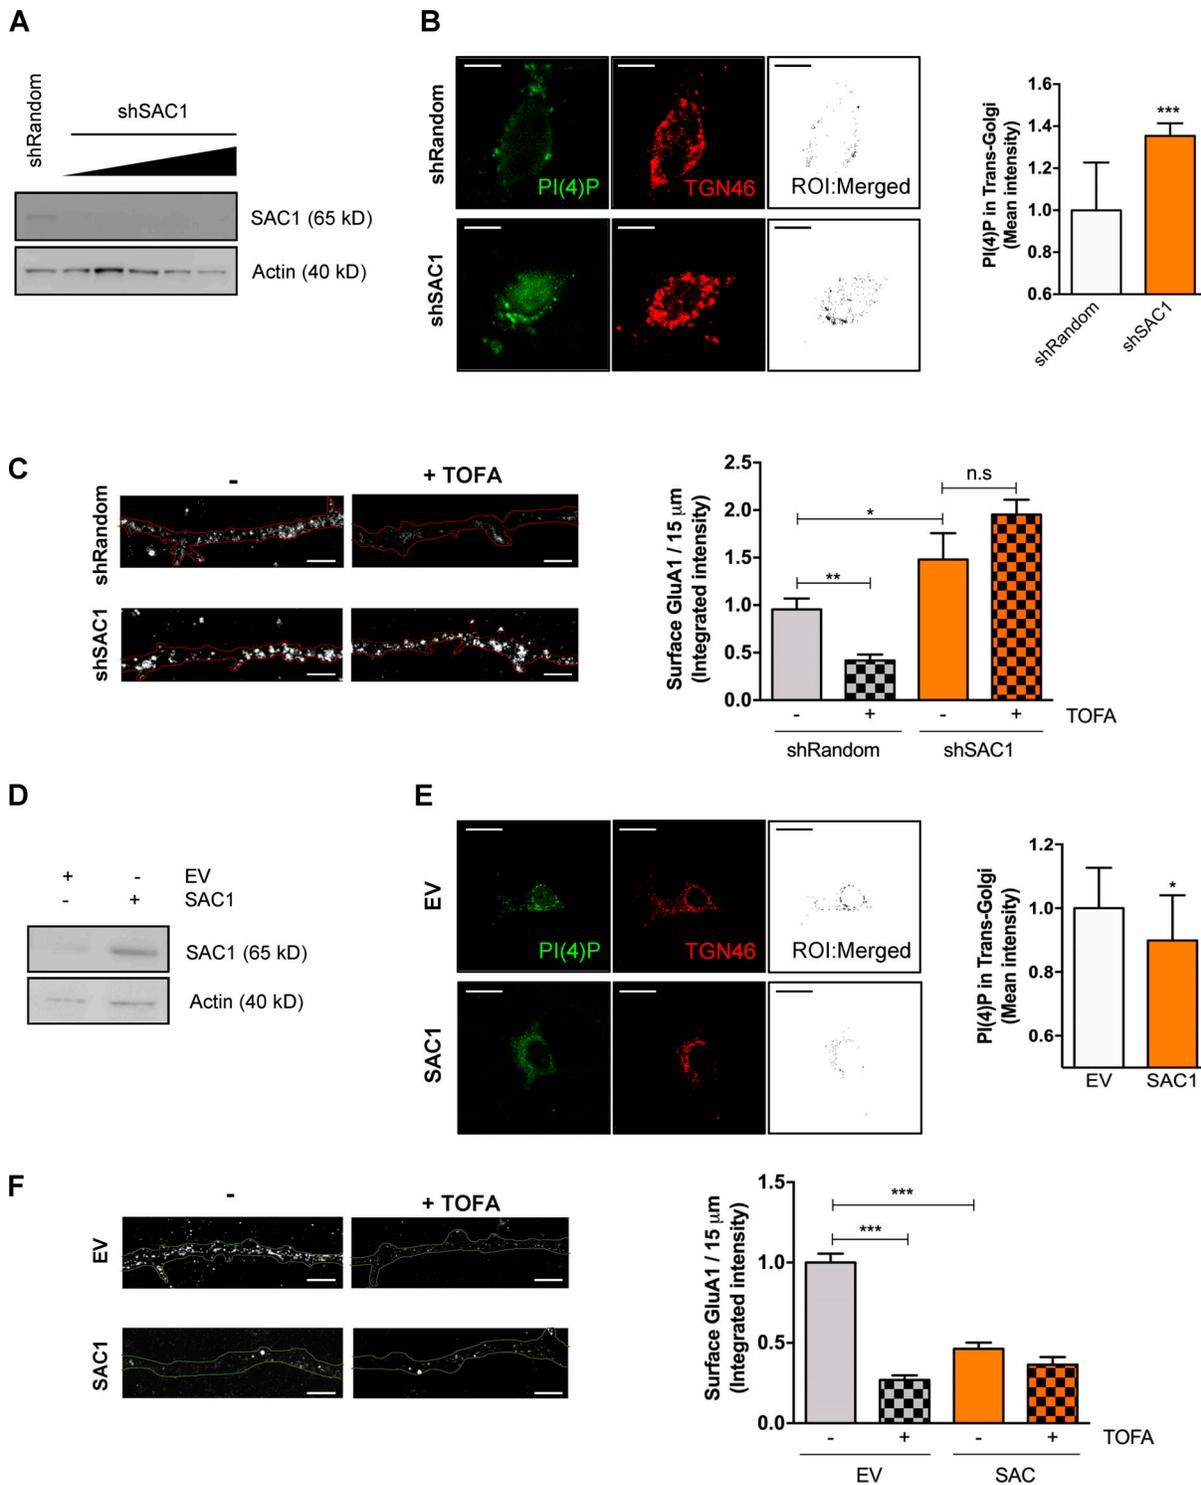 A
shRandom
shSAC1
SAC1 (65 kD)
Actin (40 kD)
B
shRandom
PI(4)P
TGN46
ROI:Merged
shSAC1
PI(4)P in Trans-Golgi
(Mean intensity)
1.6
1.4
1.2
1.0
0.8
0.6
***
shRandom
shSAC1
C
-
+ TOFA
shRandom
shSAC1
Surface GluA1 / 15 μm
(Integrated intensity)
2.5
2.0
1.5
1.0
0.5
0.0
n.s
*
**
- + - + TOFA
shRandom shSAC1
D
+ - EV
- + SAC1
SAC1 (65 kD)
Actin (40 kD)
E
EV
PI(4)P
TGN46
ROI:Merged
SAC1
PI(4)P in Trans-Golgi
(Mean intensity)
1.2
1.0
0.8
0.6
*
EV SAC1
F
-
+ TOFA
EV
SAC1
Surface GluA1 / 15 μm
(Integrated intensity)
1.5
1.0
0.5
0.0
***
***
- + - + TOFA
EV SAC